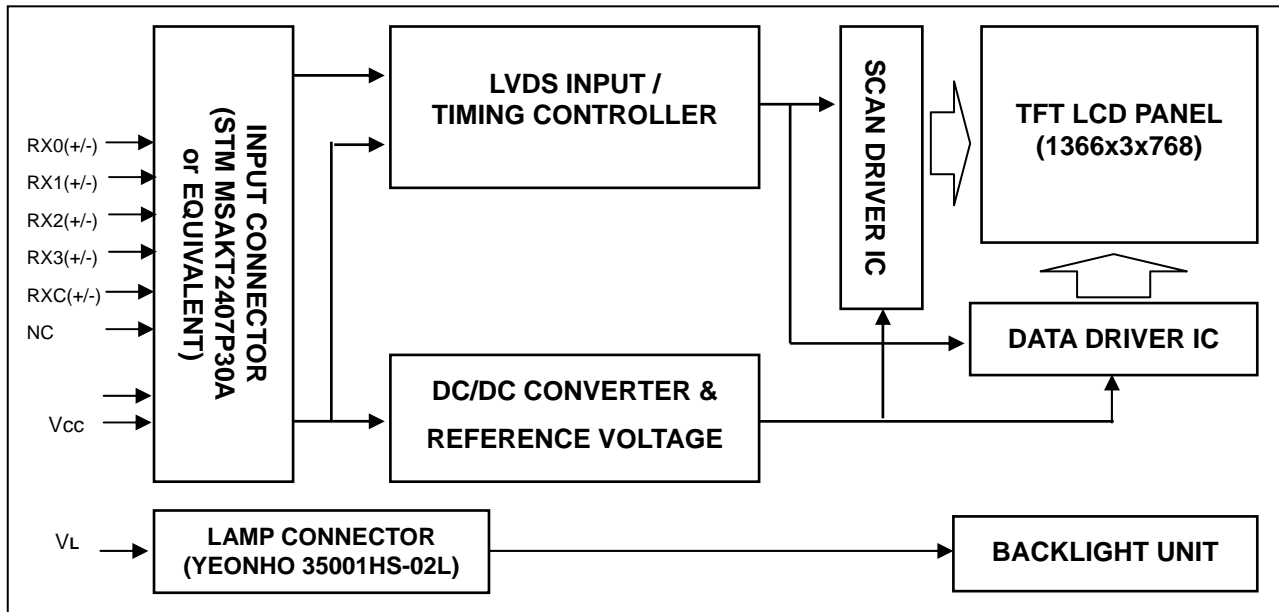 RX0(+/-)
RX1(+/-)
RX2(+/-)
RX3(+/-)
RXC(+/-)
NC
Vcc
VL
INPUT CONNECTOR
(STM MSAKT2407P30A
or EQUIVALENT)
LVDS INPUT /
TIMING CONTROLLER
DC/DC CONVERTER &
REFERENCE VOLTAGE
SCAN DRIVER IC
TFT LCD PANEL
(1366x3x768)
DATA DRIVER IC
LAMP CONNECTOR
(YEONHO 35001HS-02L)
BACKLIGHT UNIT